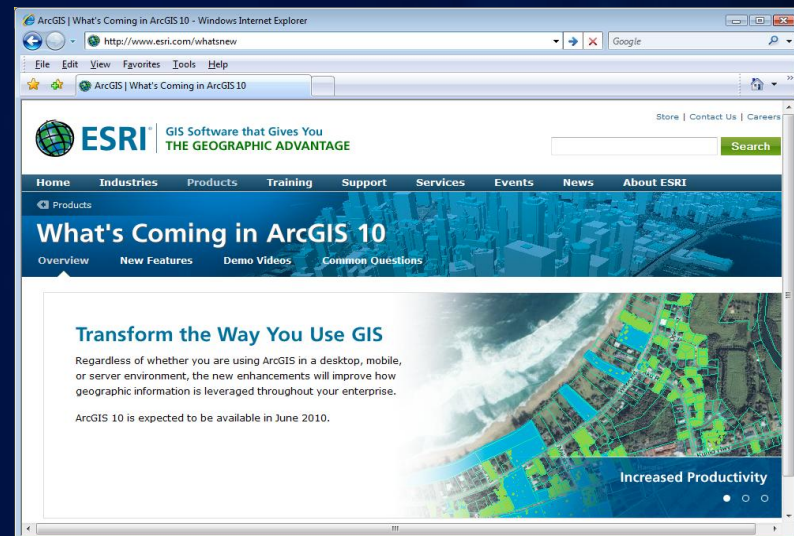 ArcGIS | What's Coming in ArcGIS 10 - Windows Internet Explorer
http://www.esri.com/whatsnew
Google
File Edit View Favorites Tools Help
ArcGIS | What's Coming in ArcGIS 10
Store | Contact Us | Careers
ESRI® GIS Software that Gives You
THE GEOGRAPHIC ADVANTAGE
Search
Home Industries Products Training Support Services Events News About ESRI
Products
What's Coming in ArcGIS 10
Overview New Features Demo Videos Common Questions
Transform the Way You Use GIS
Regardless of whether you are using ArcGIS in a desktop, mobile,
or server environment, the new enhancements will improve how
geographic information is leveraged throughout your enterprise.
ArcGIS 10 is expected to be available in June 2010.
Increased Productivity